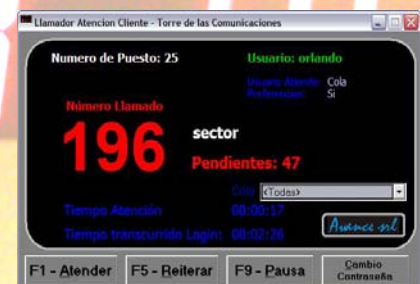 Llamador Atencion Cliente - Torre de las Comunicaciones
Numero de Puesto: 25
Usuario: orlando
Usuario Atiende: Cola
Preferencias: Si
Número Llamado
196
sector
Pendientes: 47
Cola: <Todas>
Tiempo Atención 00:00:17
Tiempo transcurrido Login: 00:02:26
Avance srl
F1 - Atender
F5 - Reiterar
F9 - Pausa
Cambio
Contraseña